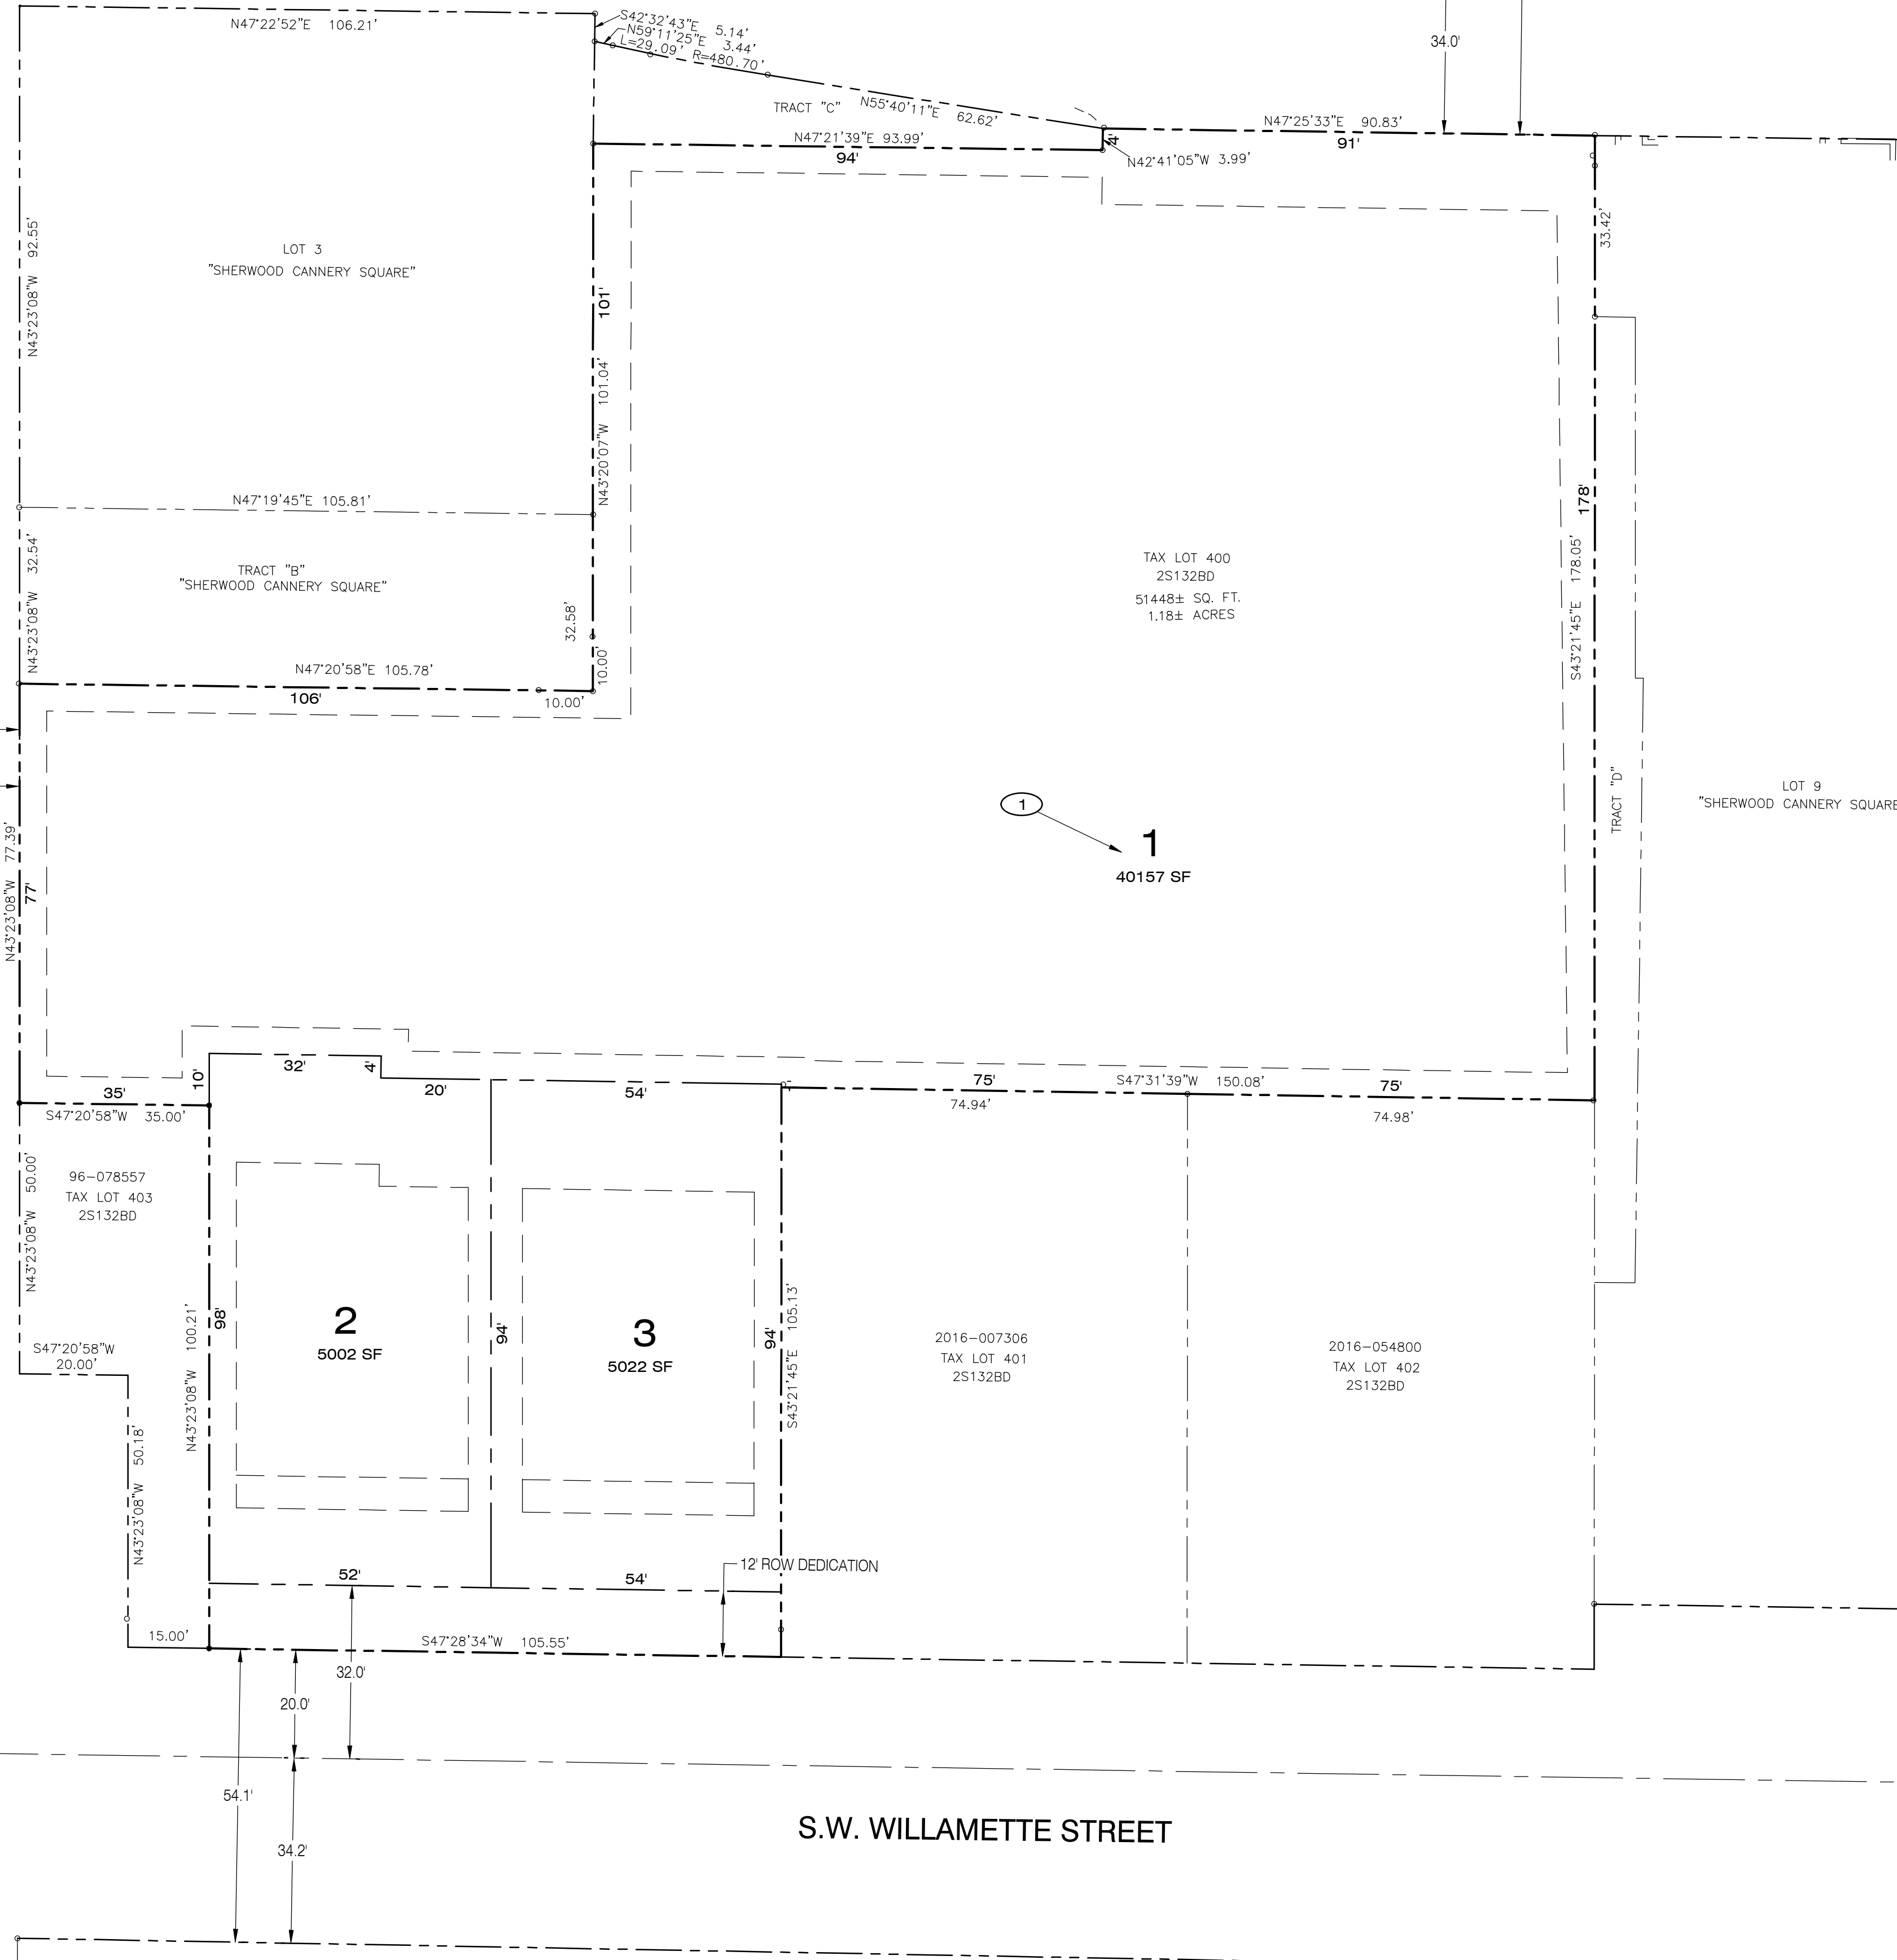 N47°22'52"E 106.21'
S42°32'43"E 5.14'
N59°11'25"E 3.44'
L=29.09' R=480.70'
34.0'
TRACT "C"
N55°40'11"E 62.62'
N47°25'33"E 90.83'
91'
4'
N42°41'05"W 3.99'
N47°21'39"E 93.99'
94'
33.42'
N43°23'08"W 92.55'
LOT 3
"SHERWOOD CANNERY SQUARE"
101'
N43°20'07"W 101.04'
N47°19'45"E 105.81'
N43°23'08"W 32.54'
TRACT "B"
"SHERWOOD CANNERY SQUARE"
32.58'
10.00'
N47°20'58"E 105.78'
106'
10.00'
TAX LOT 400
2S132BD
51448± SQ. FT.
1.18± ACRES
178'
S43°21'45"E 178.05'
TRACT "D"
LOT 9
"SHERWOOD CANNERY SQUARE
1
1
40157 SF
N43°23'08"W 77.39'
77'
35'
S47°20'58"W 35.00'
10'
32'
4'
20'
54'
1'
75'
S47°31'39"W 150.08'
75'
74.94'
74.98'
96-078557
TAX LOT 403
2S132BD
N43°23'08"W 50.00'
S47°20'58"W
20.00'
N43°23'08"W 50.18'
N43°23'08"W 100.21'
98'
2
5002 SF
94'
3
5022 SF
94'
S43°21'45"E 105.13'
2016-007306
TAX LOT 401
2S132BD
2016-054800
TAX LOT 402
2S132BD
52'
54'
12' ROW DEDICATION
15.00'
S47°28'34"W 105.55'
32.0'
20.0'
54.1'
34.2'
S.W. WILLAMETTE STREET